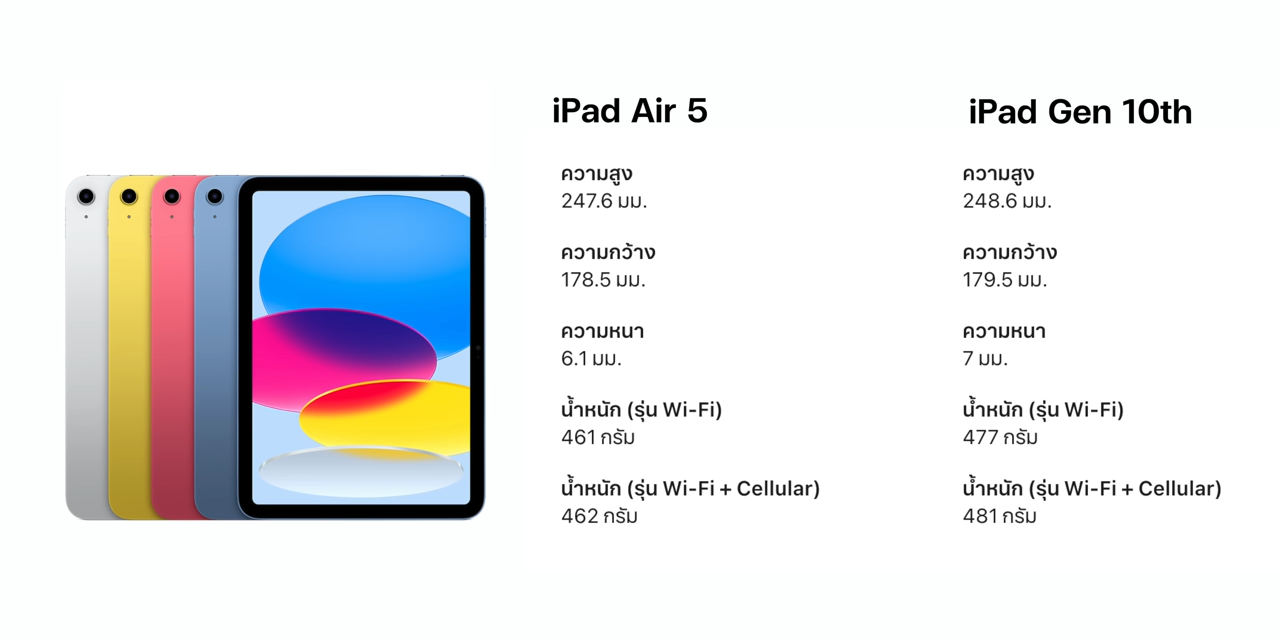 iPad Air 5
ความสูง
247.6 มม.
ความกว้าง
178.5 มม.
ความหนา
6.1 มม.
น้ำหนัก (รุ่น Wi-Fi)
461 กรัม
น้ำหนัก (รุ่น Wi-Fi + Cellular)
462 กรัม
iPad Gen 10th
ความสูง
248.6 มม.
ความกว้าง
179.5 มม.
ความหนา
7 มม.
น้ำหนัก (รุ่น Wi-Fi)
477 กรัม
น้ำหนัก (รุ่น Wi-Fi + Cellular)
481 กรัม